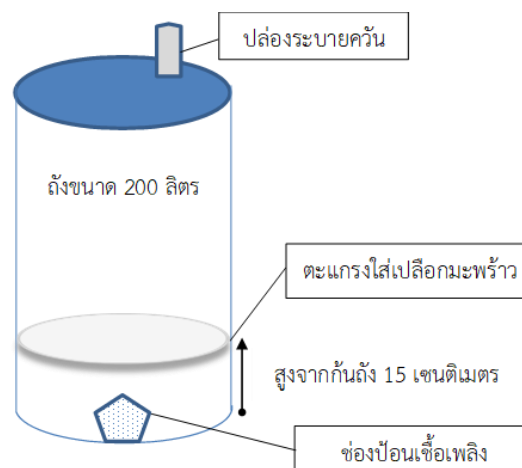 ปล่องระบายควัน
ถังขนาด 200 ลิตร
ตะแกรงใส่เปลือกมะพร้าว
สูงจากก้นถัง 15 เซนติเมตร
ช่องป้อนเชื้อเพลิง